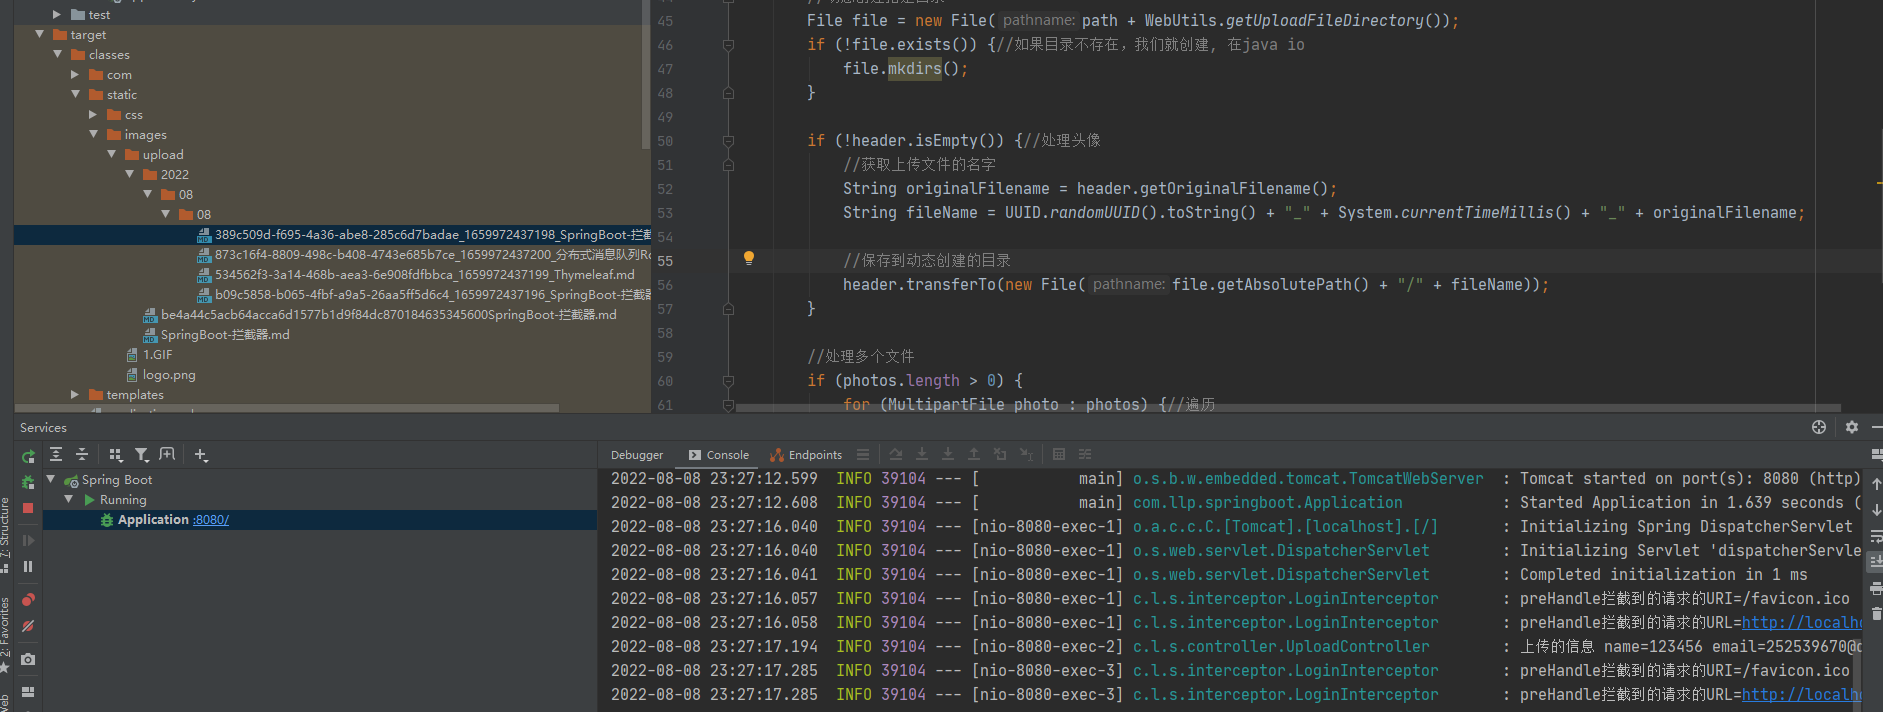 test
target
classes
com
static
css
images
upload
2022
08
08
389c509d-f695-4a36-abe8-285c6d7badae_1659972437198_SpringBoot-拦截
873c16f4-8809-498c-b408-4743e685b7ce_1659972437200_分布式消息队列Ro
534562f3-3a14-468b-aea3-6e908fdfbbca_1659972437199_Thymeleaf.md
b09c5858-b065-4fbf-a9a5-26aa5ff5d6c4_1659972437196_SpringBoot-拦截
be4a44c5acb64acca6d1577b1d9f84dc870184635345600SpringBoot-拦截器.md
SpringBoot-拦截器.md
1.GIF
logo.png
templates
45 File file = new File( pathname: path + WebUtils.getUploadFileDirectory());
46 if (!file.exists()) {//如果目录不存在，我们就创建, 在java io
47 file.mkdirs();
48 }
49
50 if (!header.isEmpty()) {//处理头像
51 //获取上传文件的名字
52 String originalFilename = header.getOriginalFilename();
53 String fileName = UUID.randomUUID().toString() + "_" + System.currentTimeMillis() + "_" + originalFilename;
54
55 //保存到动态创建的目录
56 header.transferTo(new File( pathname: file.getAbsolutePath() + "/" + fileName));
57 }
58
59 //处理多个文件
60 if (photos.length > 0) {
61 for (MultipartFile photo : photos) {//遍历
Services
Debugger Console Endpoints
Spring Boot
Running
Application :8080/
2022-08-08 23:27:12.599 INFO 39104 --- [ main] o.s.b.w.embedded.tomcat.TomcatWebServer : Tomcat started on port(s): 8080 (http)
2022-08-08 23:27:12.608 INFO 39104 --- [ main] com.llp.springboot.Application : Started Application in 1.639 seconds (
2022-08-08 23:27:16.040 INFO 39104 --- [nio-8080-exec-1] o.a.c.c.C.[Tomcat].[localhost].[/] : Initializing Spring DispatcherServlet
2022-08-08 23:27:16.040 INFO 39104 --- [nio-8080-exec-1] o.s.web.servlet.DispatcherServlet : Initializing Servlet 'dispatcherServle
2022-08-08 23:27:16.041 INFO 39104 --- [nio-8080-exec-1] o.s.web.servlet.DispatcherServlet : Completed initialization in 1 ms
2022-08-08 23:27:16.057 INFO 39104 --- [nio-8080-exec-1] c.l.s.interceptor.LoginInterceptor : preHandle拦截到的请求的URI=/favicon.ico
2022-08-08 23:27:16.058 INFO 39104 --- [nio-8080-exec-1] c.l.s.interceptor.LoginInterceptor : preHandle拦截到的请求的URL=http://localh
2022-08-08 23:27:17.194 INFO 39104 --- [nio-8080-exec-2] c.l.s.controller.UploadController : 上传的信息 name=123456 email=252539670@
2022-08-08 23:27:17.285 INFO 39104 --- [nio-8080-exec-3] c.l.s.interceptor.LoginInterceptor : preHandle拦截到的请求的URI=/favicon.ico
2022-08-08 23:27:17.285 INFO 39104 --- [nio-8080-exec-3] c.l.s.interceptor.LoginInterceptor : preHandle拦截到的请求的URL=http://localh
7: Structure
2: Favorites